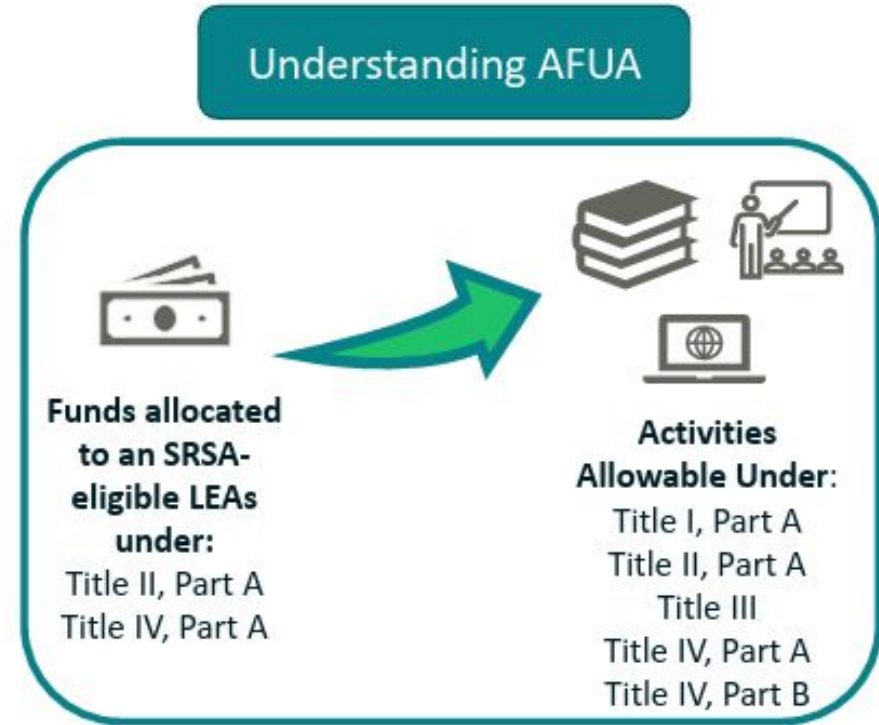 Understanding AFUA
Funds allocated
to an SRSA-
eligible LEAs
under:
Title II, Part A
Title IV, Part A
Activities
Allowable Under:
Title I, Part A
Title II, Part A
Title III
Title IV, Part A
Title IV, Part B